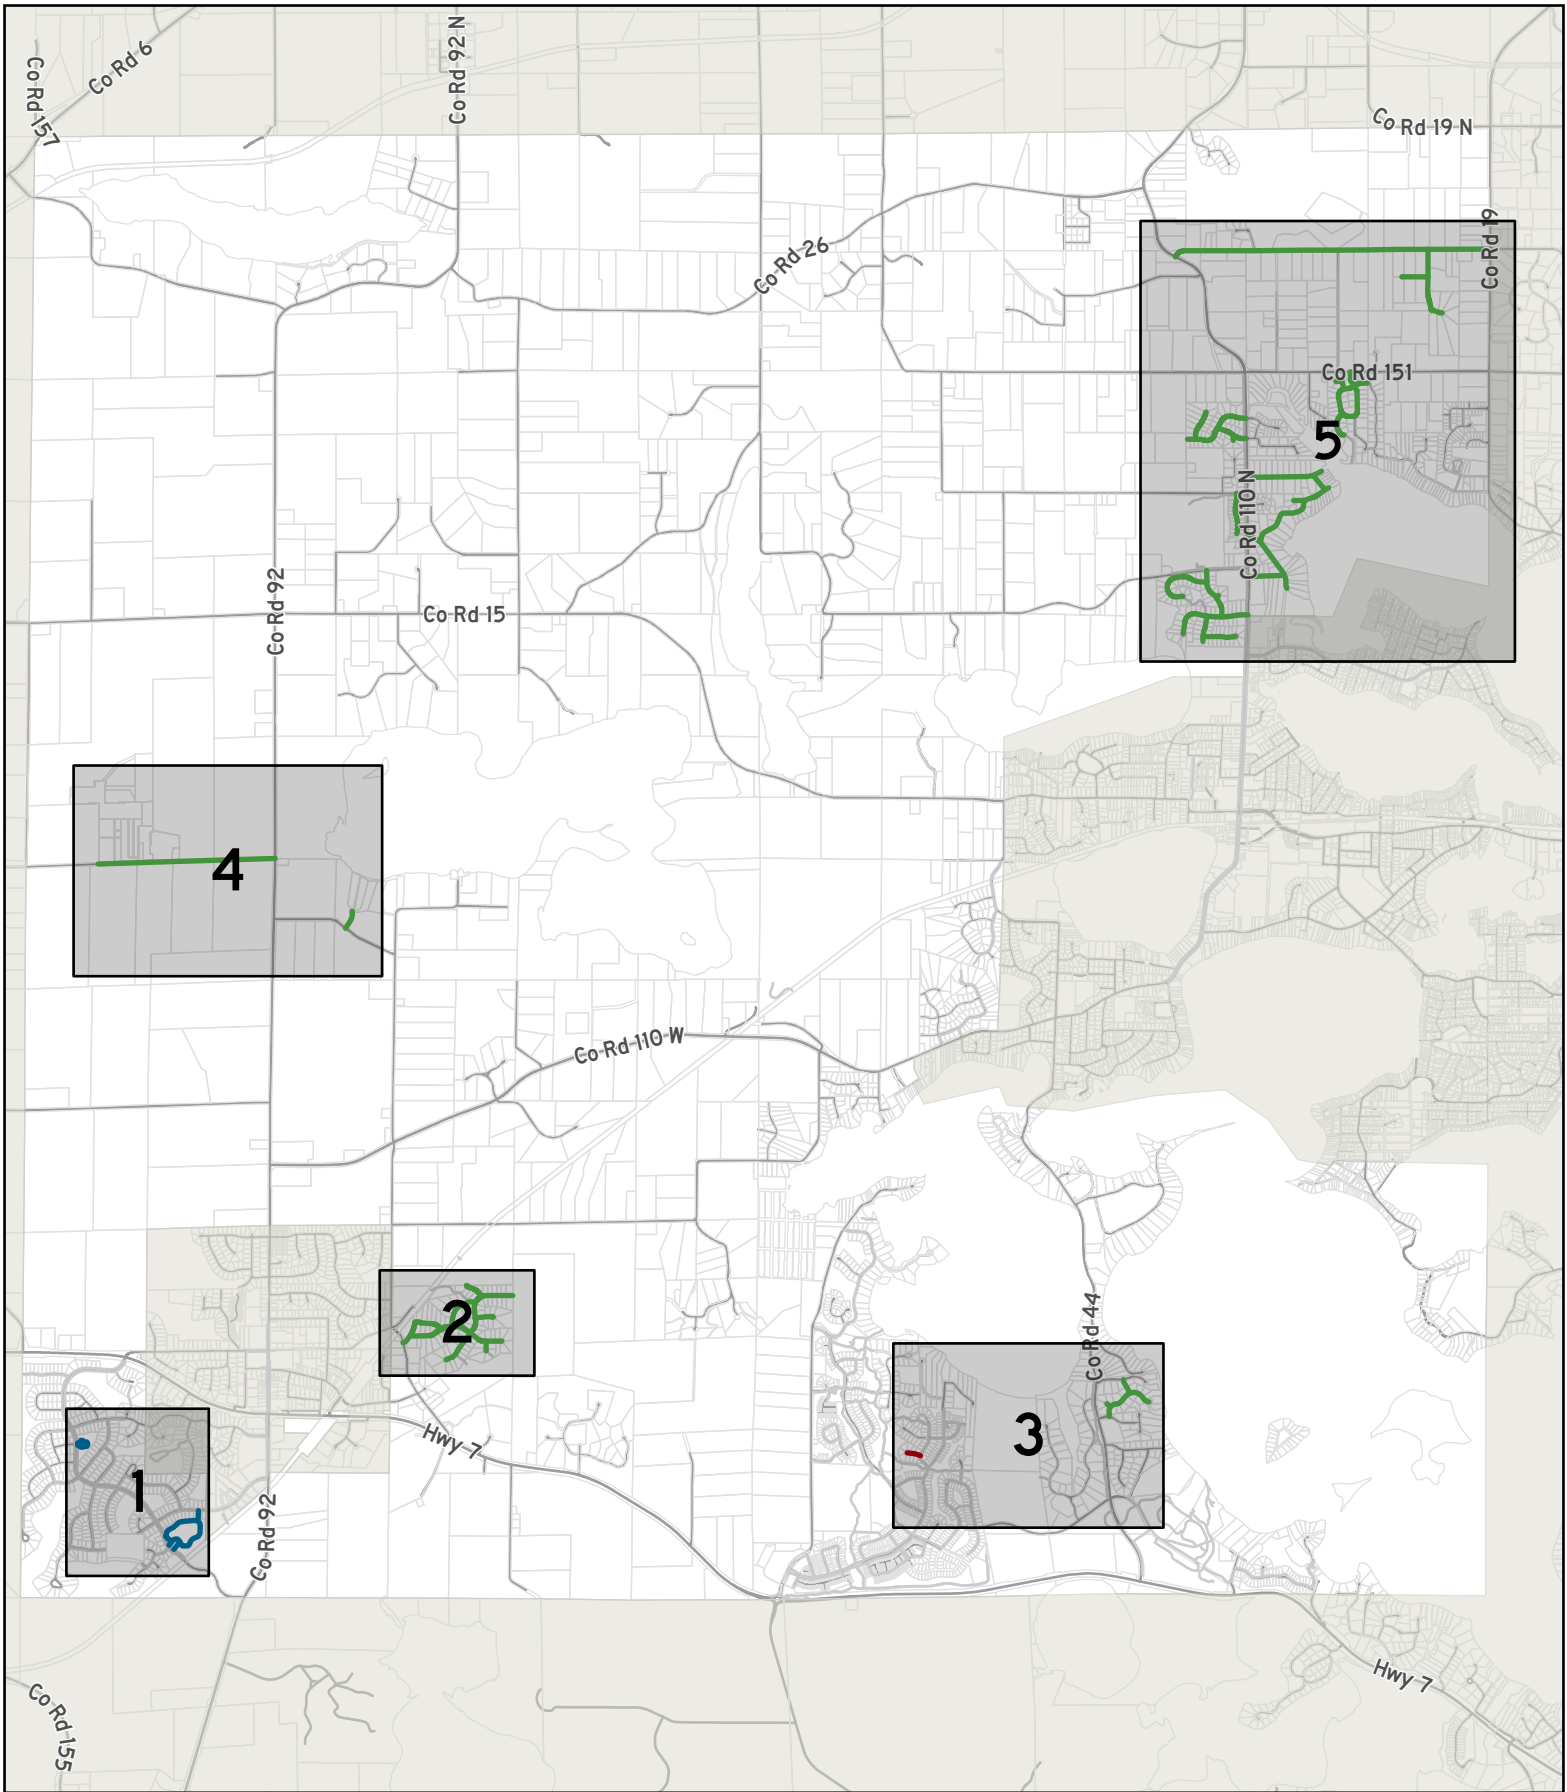 Co Rd 6
Co Rd 92 N
Co Rd 157
Co Rd 19 N
Co Rd 26
Co Rd 19
Co Rd 151
5
Co Rd 110 N
Co Rd 92
Co Rd 15
4
Co Rd 110 W
2
Co Rd 44
Hwy 7
3
1
Co Rd 92
Hwy 7
Co Rd 155